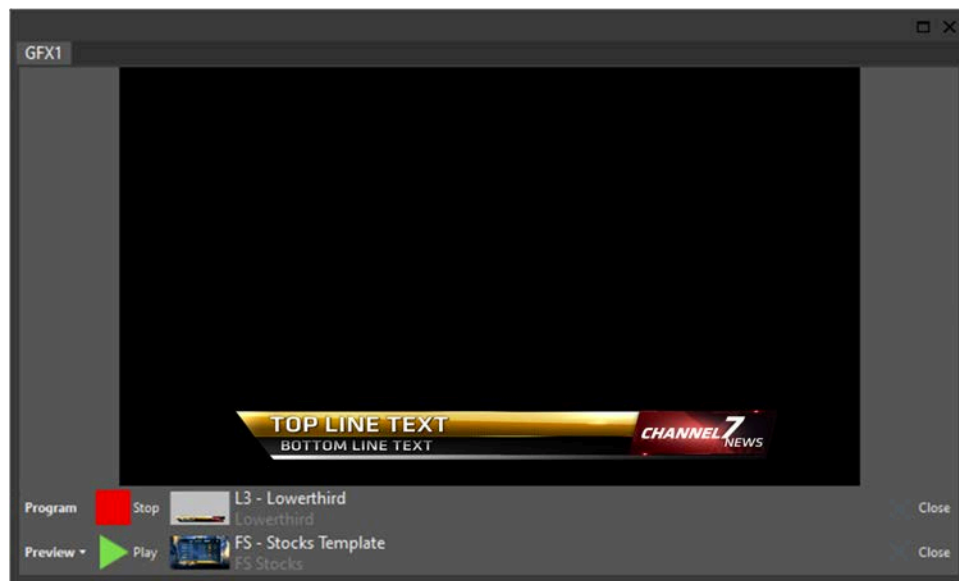 GFX1
TOP LINE TEXT
BOTTOM LINE TEXT
CHANNEL 7
NEWS
Program
Stop
L3 - Lowerthird
Lowerthird
Close
Preview
Play
FS - Stocks Template
FS Stocks
Close